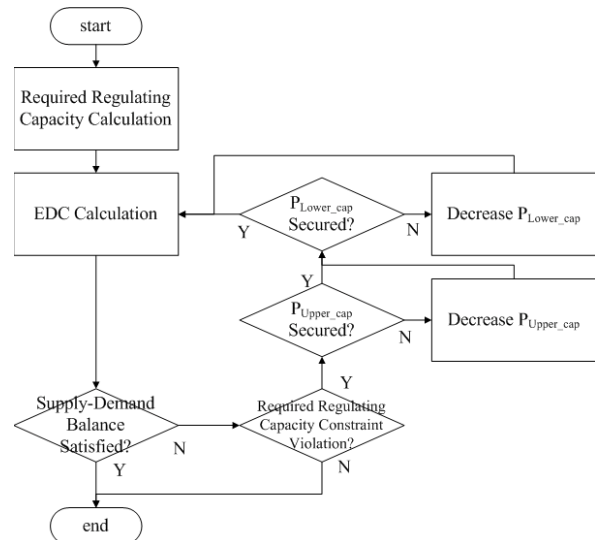 start
Required Regulating
Capacity Calculation
EDC Calculation
P_Lower_cap
Secured?
Y
N
Decrease P_Lower_cap
Y
P_Upper_cap
Secured?
N
Decrease P_Upper_cap
Y
Supply-Demand
Balance
Satisfied?
N
Y
Required Regulating
Capacity Constraint
Violation?
N
end